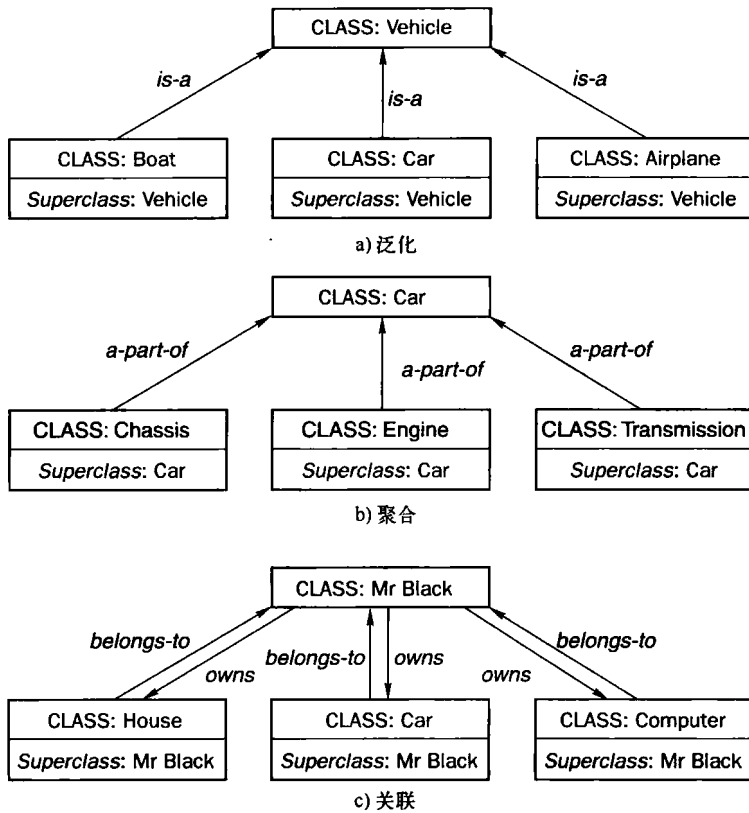 CLASS: Vehicle
is-a
is-a
is-a
CLASS: Boat
Superclass: Vehicle
CLASS: Car
Superclass: Vehicle
CLASS: Airplane
Superclass: Vehicle
a) 泛化
CLASS: Car
a-part-of
a-part-of
a-part-of
CLASS: Chassis
Superclass: Car
CLASS: Engine
Superclass: Car
CLASS: Transmission
Superclass: Car
b) 聚合
CLASS: Mr Black
belongs-to
owns
belongs-to
owns
owns
belongs-to
CLASS: House
Superclass: Mr Black
CLASS: Car
Superclass: Mr Black
CLASS: Computer
Superclass: Mr Black
c) 关联